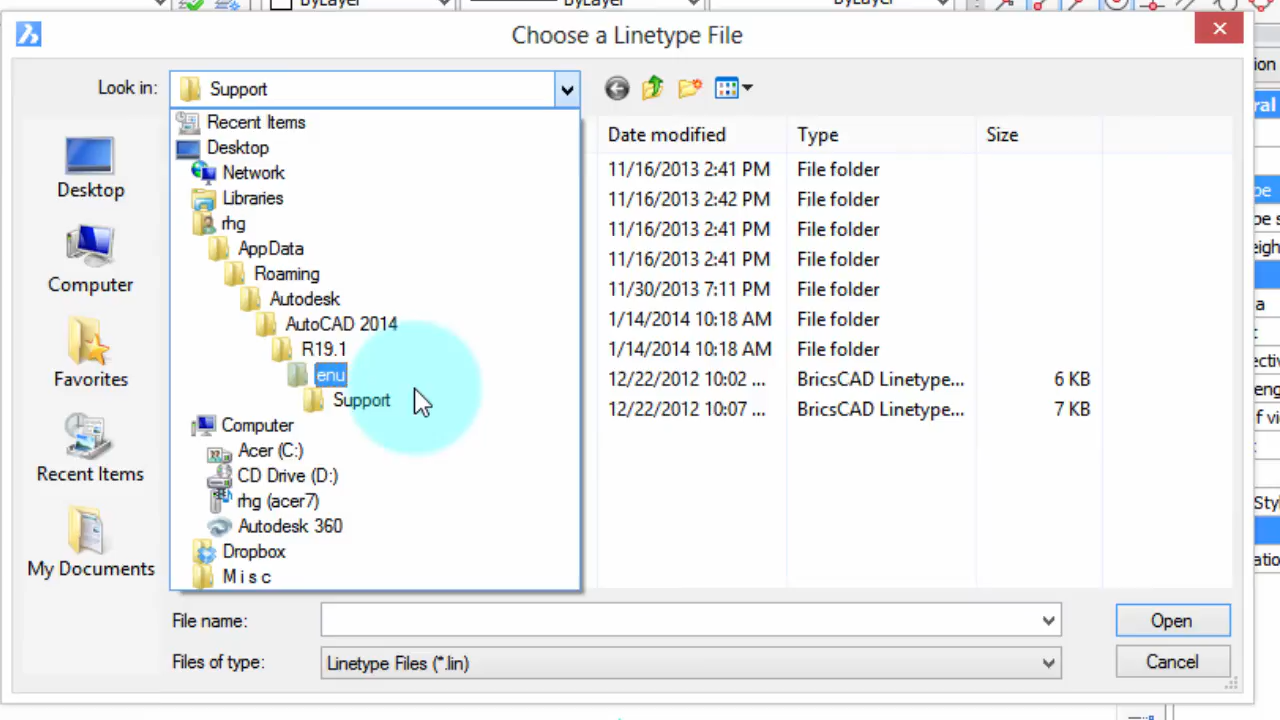 ByLayer
ByLayer
ByLayer
Choose a Linetype File
Look in:
Support
Recent Items
Desktop
Network
Libraries
rhg
AppData
Roaming
Autodesk
AutoCAD 2014
R19.1
enu
Support
Computer
Acer (C:)
CD Drive (D:)
rhg (acer7)
Autodesk 360
Dropbox
M i s c
Desktop
Computer
Favorites
Recent Items
My Documents
Date modified Type Size
11/16/2013 2:41 PM File folder
11/16/2013 2:42 PM File folder
11/16/2013 2:41 PM File folder
11/16/2013 2:41 PM File folder
11/30/2013 7:11 PM File folder
1/14/2014 10:18 AM File folder
1/14/2014 10:18 AM File folder
12/22/2012 10:02 ... BricsCAD Linetype... 6 KB
12/22/2012 10:07 ... BricsCAD Linetype... 7 KB
File name:
Open
Files of type:
Linetype Files (*.lin)
Cancel